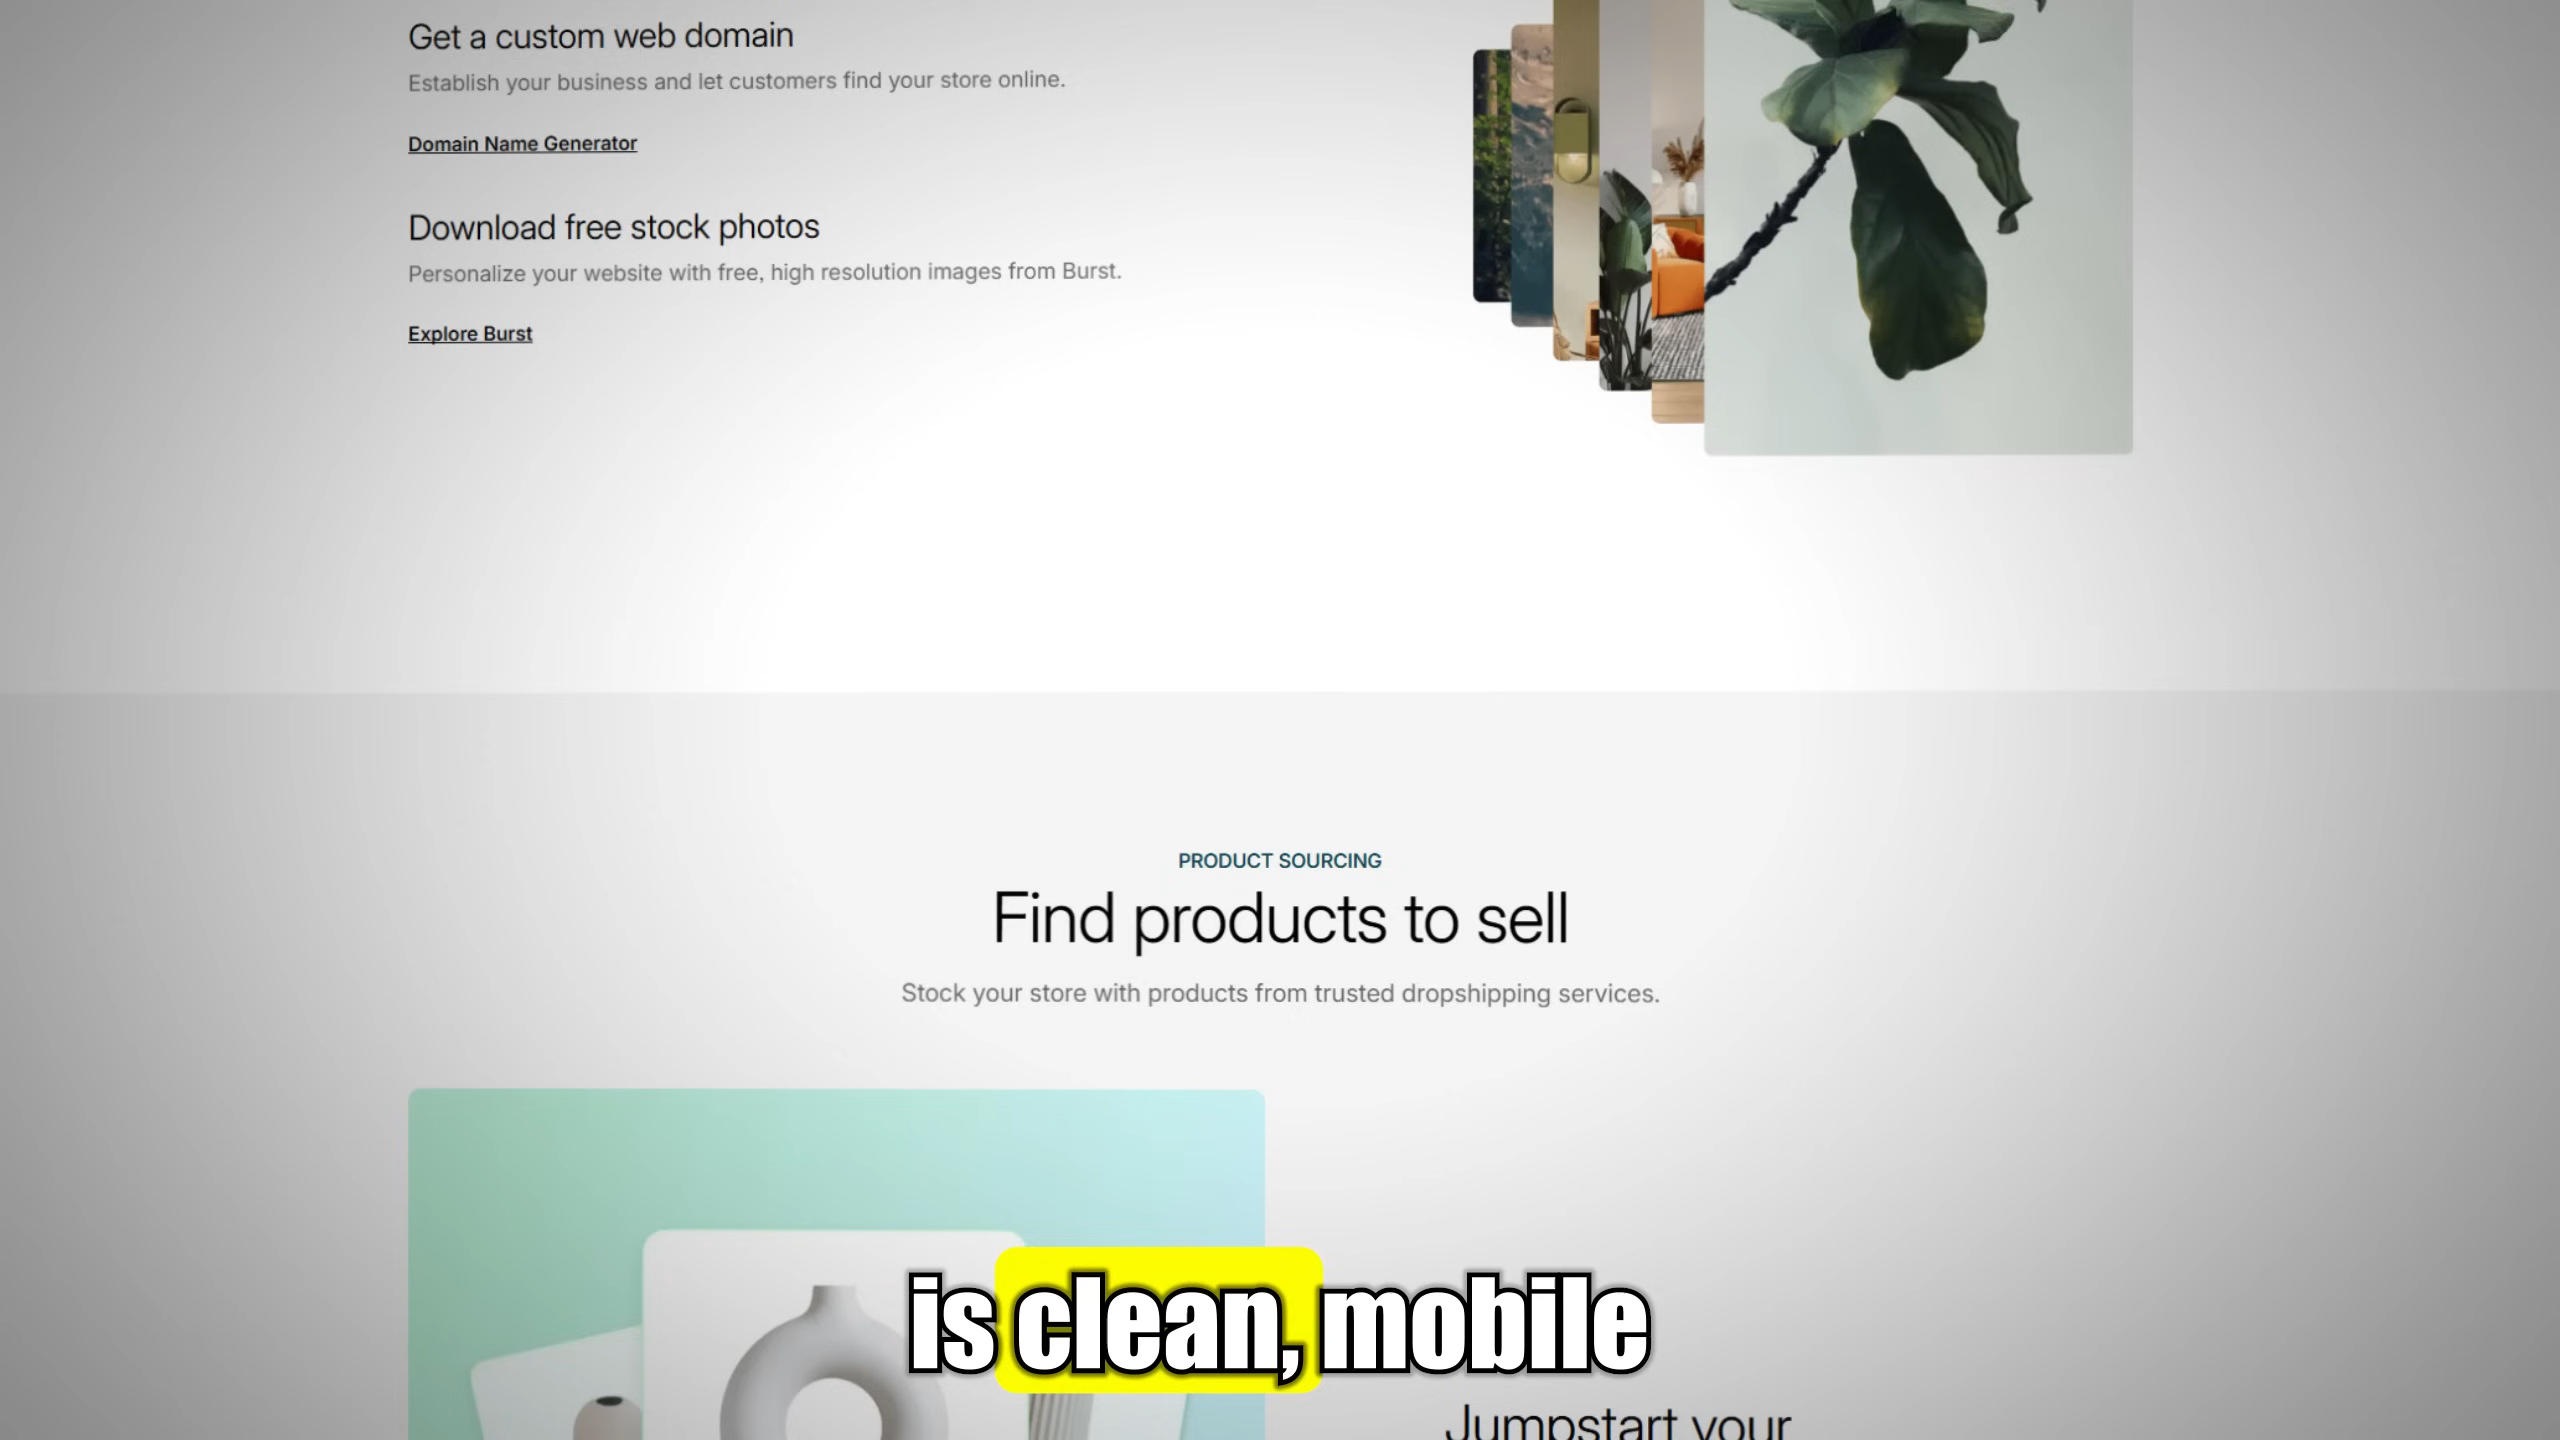 Get a custom web domain
Establish your business and let customers find your store online.
Domain Name Generator
Download free stock photos
Personalize your website with free, high resolution images from Burst.
Explore Burst
PRODUCT SOURCING
Find products to sell
Stock your store with products from trusted dropshipping services.
is clean, mobile
Jumpstart your